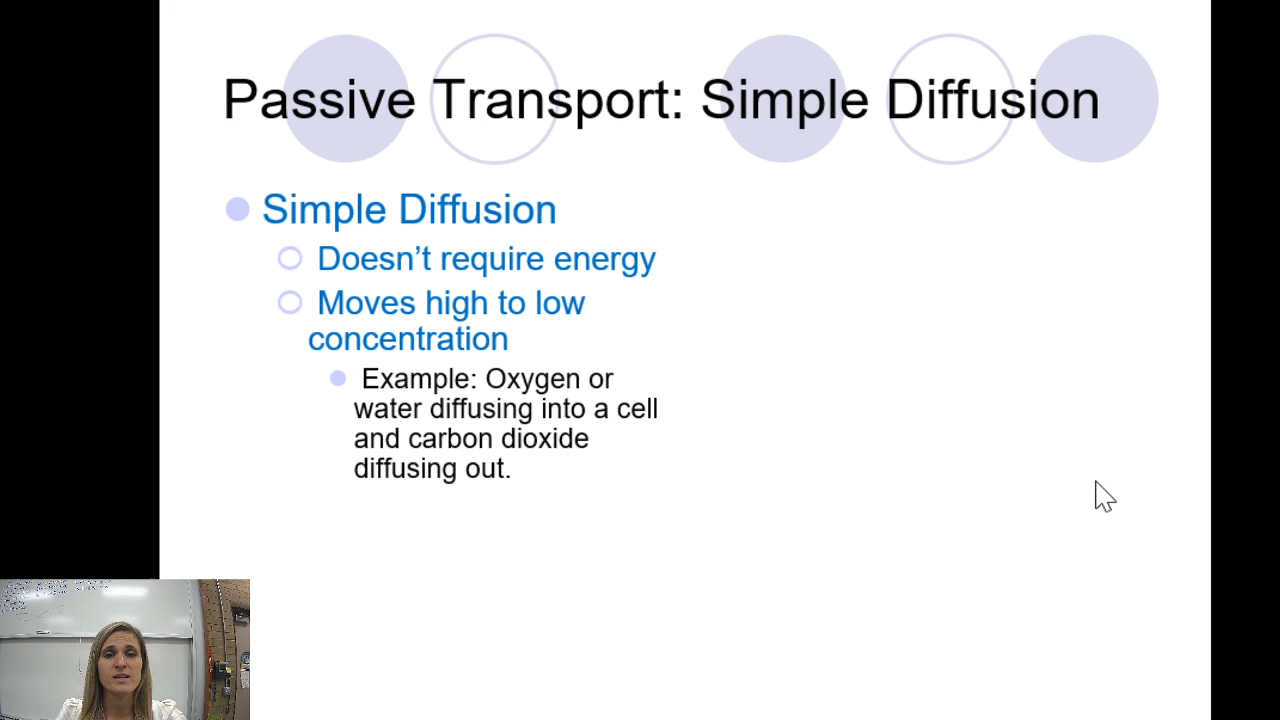 Passive Transport: Simple Diffusion
Simple Diffusion
Doesn’t require energy
Moves high to low
concentration
Example: Oxygen or
water diffusing into a cell
and carbon dioxide
diffusing out.